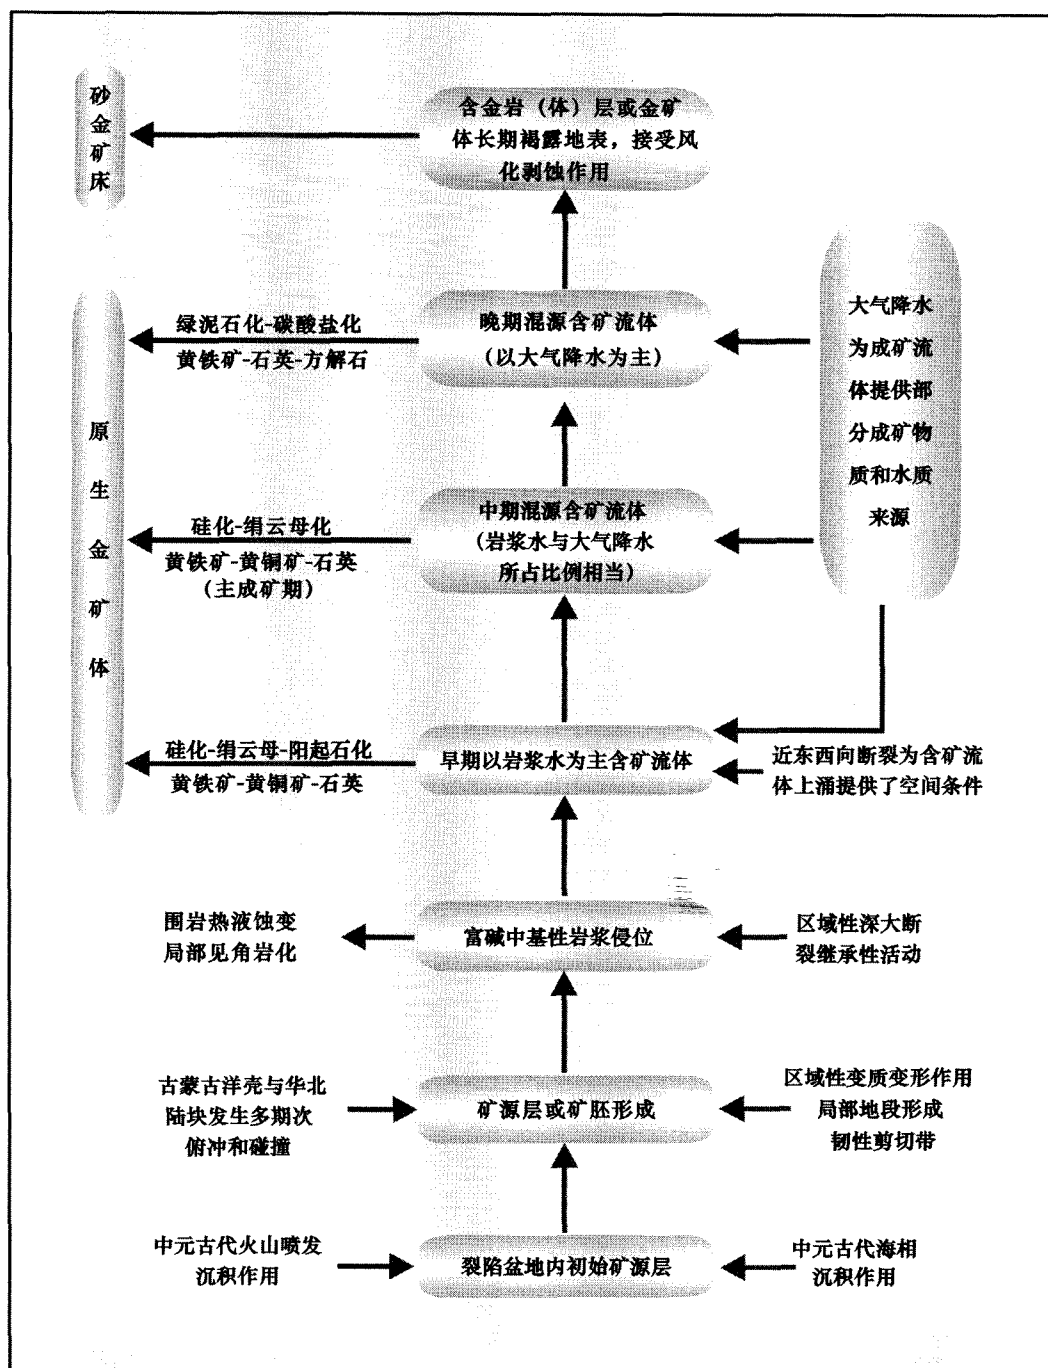 砂
金
矿
床
含金岩（体）层或金矿
体长期褐露地表，接受风
化剥蚀作用
大气降水
为成矿流
体提供部
分成矿物
质和水质
来源
原
生
金
矿
体
绿泥石化-碳酸盐化
黄铁矿-石英-方解石
晚期混源含矿流体
（以大气降水为主）
硅化-绢云母化
黄铁矿-黄铜矿-石英
（主成矿期）
中期混源含矿流体
（岩浆水与大气降水
所占比例相当）
硅化-绢云母-阳起石化
黄铁矿-黄铜矿-石英
早期以岩浆水为主含矿流体
近东西向断裂为含矿流
体上涌提供了空间条件
围岩热液蚀变
局部见角岩化
富碱中基性岩浆侵位
区域性深大断
裂继承性活动
古蒙古洋壳与华北
陆块发生多期次
俯冲和碰撞
矿源层或矿胚形成
区域性变质变形作用
局部地段形成
韧性剪切带
中元古代火山喷发
沉积作用
裂陷盆地内初始矿源层
中元古代海相
沉积作用